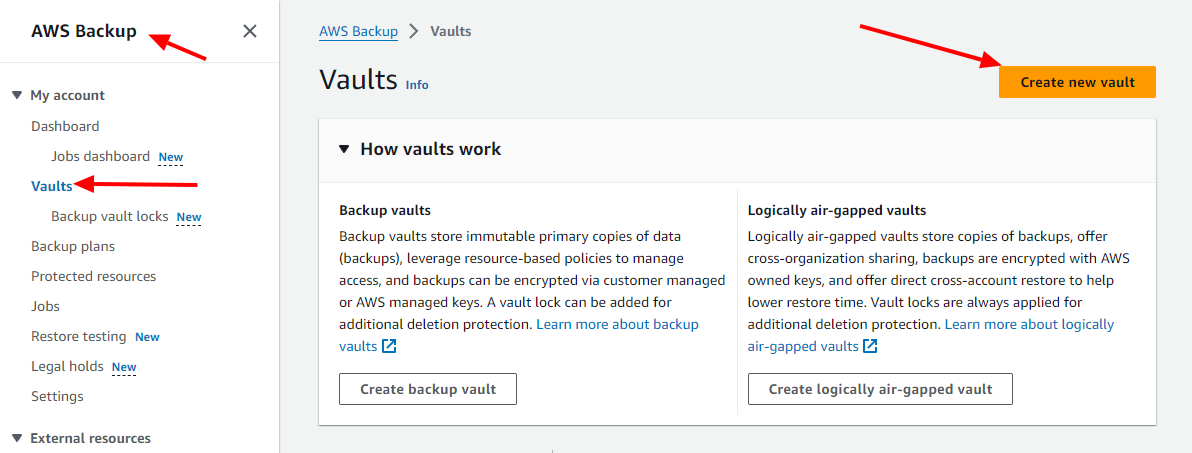 AWS Backup
My account
Dashboard
Jobs dashboard New
Vaults
Backup vault locks New
Backup plans
Protected resources
Jobs
Restore testing New
Legal holds New
Settings
External resources
AWS Backup > Vaults
Vaults Info
Create new vault
How vaults work
Backup vaults
Backup vaults store immutable primary copies of data
(backups), leverage resource-based policies to manage
access, and backups can be encrypted via customer managed
or AWS managed keys. A vault lock can be added for
additional deletion protection. Learn more about backup
vaults
Create backup vault
Logically air-gapped vaults
Logically air-gapped vaults store copies of backups, offer
cross-organization sharing, backups are encrypted with AWS
owned keys, and offer direct cross-account restore to help
lower restore time. Vault locks are always applied for
additional deletion protection. Learn more about logically
air-gapped vaults
Create logically air-gapped vault